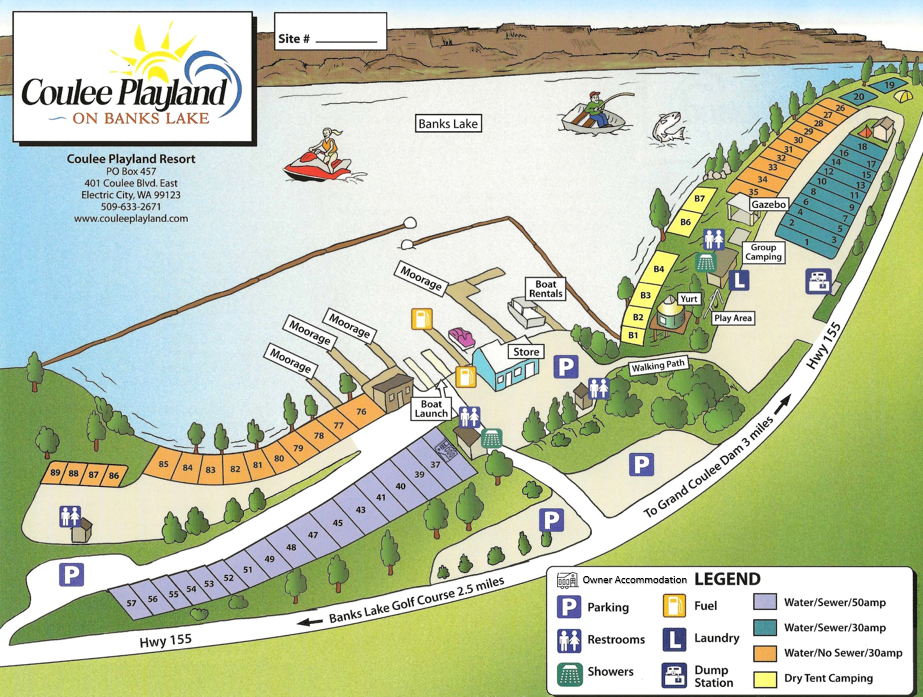 Coulee Playland
ON BANKS LAKE
Site # ________
Coulee Playland Resort
PO Box 457
401 Coulee Blvd. East
Electric City, WA 99123
509-633-2671
www.couleeplayland.com
Banks Lake
19
20
26
27
28
29
30
31
32
33
34
35
18
17
16
15
14
13
12
11
10
9
8
7
6
5
4
3
2
1
Gazebo
B7
B6
Group
Camping
B4
B3
B2
B1
L
Yurt
Play Area
Moorage
Boat
Rentals
Moorage
Moorage
Moorage
Store
P
Walking Path
Hwy 155
Boat
Launch
76
77
78
79
80
81
82
83
84
85
86
87
88
89
37
39
40
41
43
45
47
48
49
51
52
53
54
55
56
57
P
P
P
To Grand Coulee Dam 3 miles
Banks Lake Golf Course 2.5 miles
Hwy 155
Owner Accommodation LEGEND
P Parking
Restrooms
Showers
Fuel
L Laundry
Dump
Station
Water/Sewer/50amp
Water/Sewer/30amp
Water/No Sewer/30amp
Dry Tent Camping